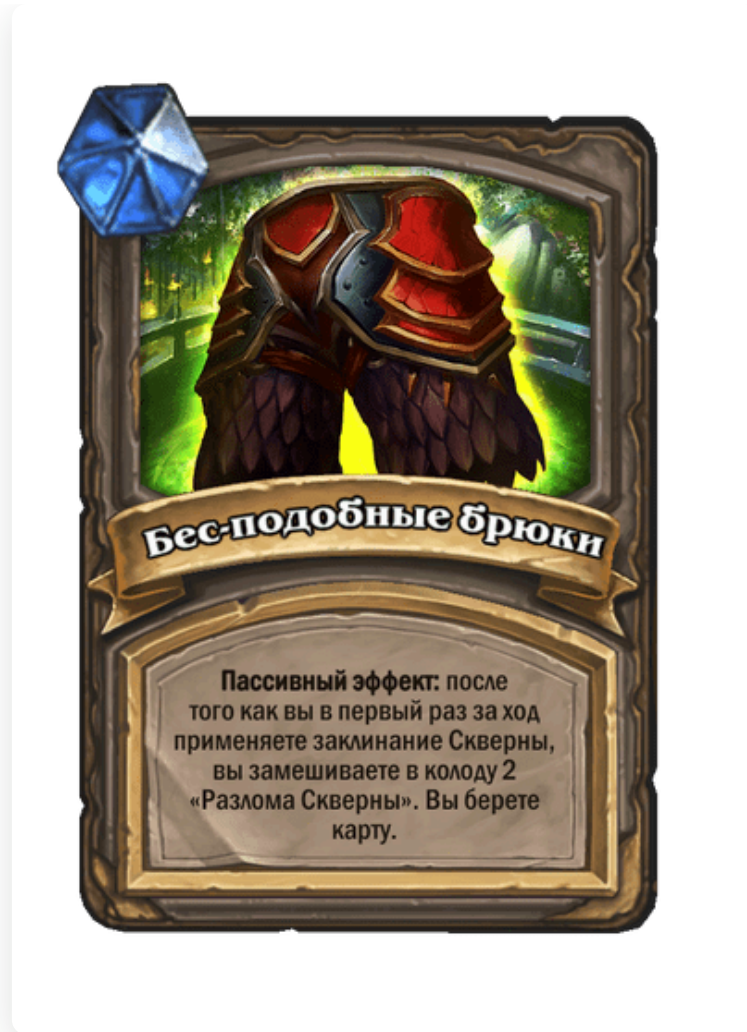 Бес-подобные брюки
Пассивный эффект: после
того как вы в первый раз за ход
применяете заклинание Скверны,
вы замешиваете в колоду 2
«Разлома Скверны». Вы берете
карту.